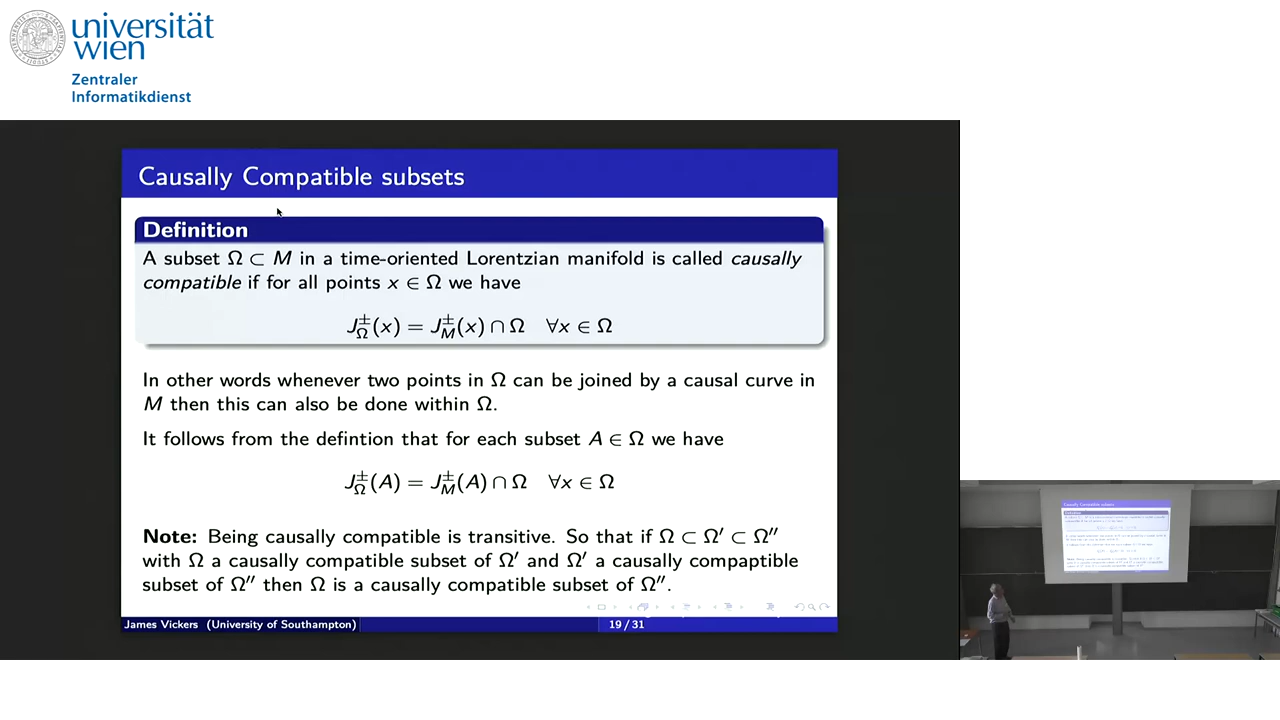 universität
wien
Zentraler
Informatikdienst
Causally Compatible subsets
Definition
A subset Ω ⊂ M in a time-oriented Lorentzian manifold is called causally
compatible if for all points x ∈ Ω we have
J±Ω(x) = J±M(x) ∩ Ω ∀x ∈ Ω
In other words whenever two points in Ω can be joined by a causal curve in
M then this can also be done within Ω.
It follows from the defintion that for each subset A ∈ Ω we have
J±Ω(A) = J±M(A) ∩ Ω ∀x ∈ Ω
Note: Being causally compatible is transitive. So that if Ω ⊂ Ω′ ⊂ Ω″
with Ω a causally compatible subset of Ω′ and Ω′ a causally compaptible
subset of Ω″ then Ω is a causally compatible subset of Ω″.
James Vickers (University of Southampton)
19 / 31
Causally Compatible subsets